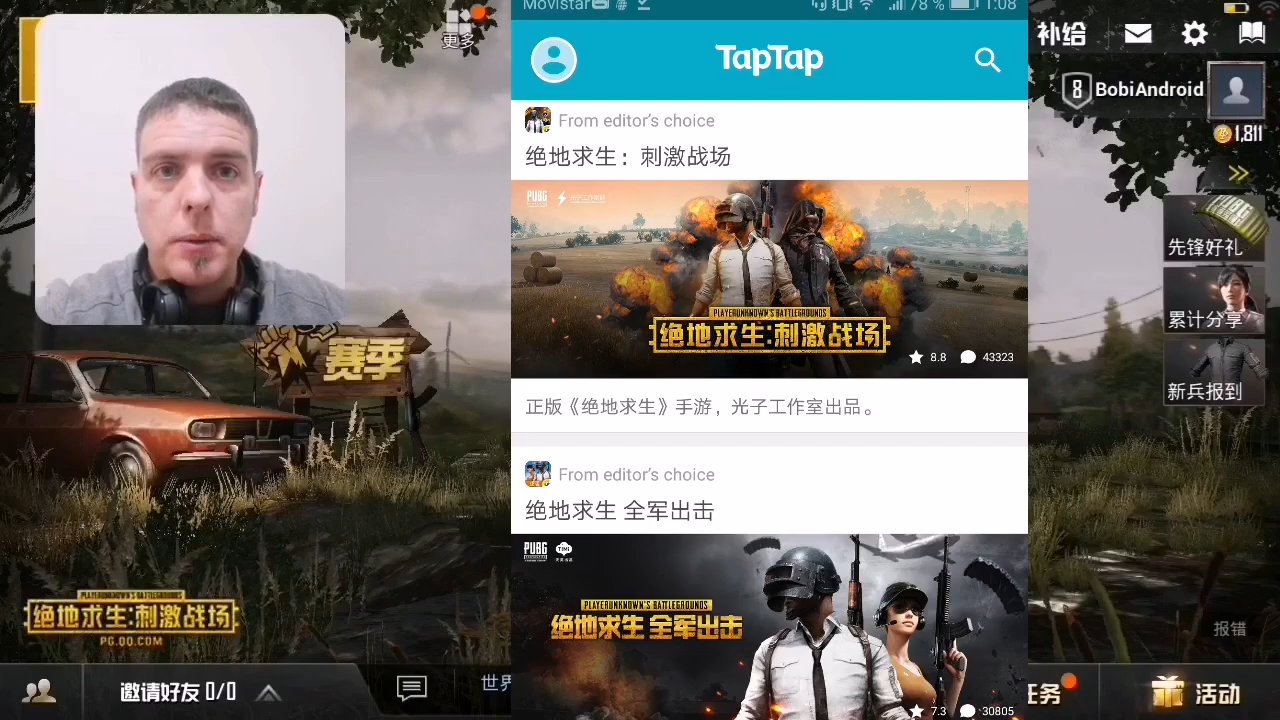 更多
赛季
绝地求生:刺激战场
PG.QQ.COM
邀请好友 0/0
Movistar
78 %
1:08
TapTap
From editor's choice
绝地求生：刺激战场
PUBG
PLAYERUNKNOWN'S BATTLEGROUNDS
绝地求生:刺激战场
8.8
43323
正版《绝地求生》手游，光子工作室出品。
From editor's choice
绝地求生 全军出击
PUBG
PLAYERUNKNOWN'S BATTLEGROUNDS
绝地求生 全军出击
7.3
30805
补给
8
BobiAndroid
1,811
先锋好礼
累计分享
新兵报到
报错
任务
活动